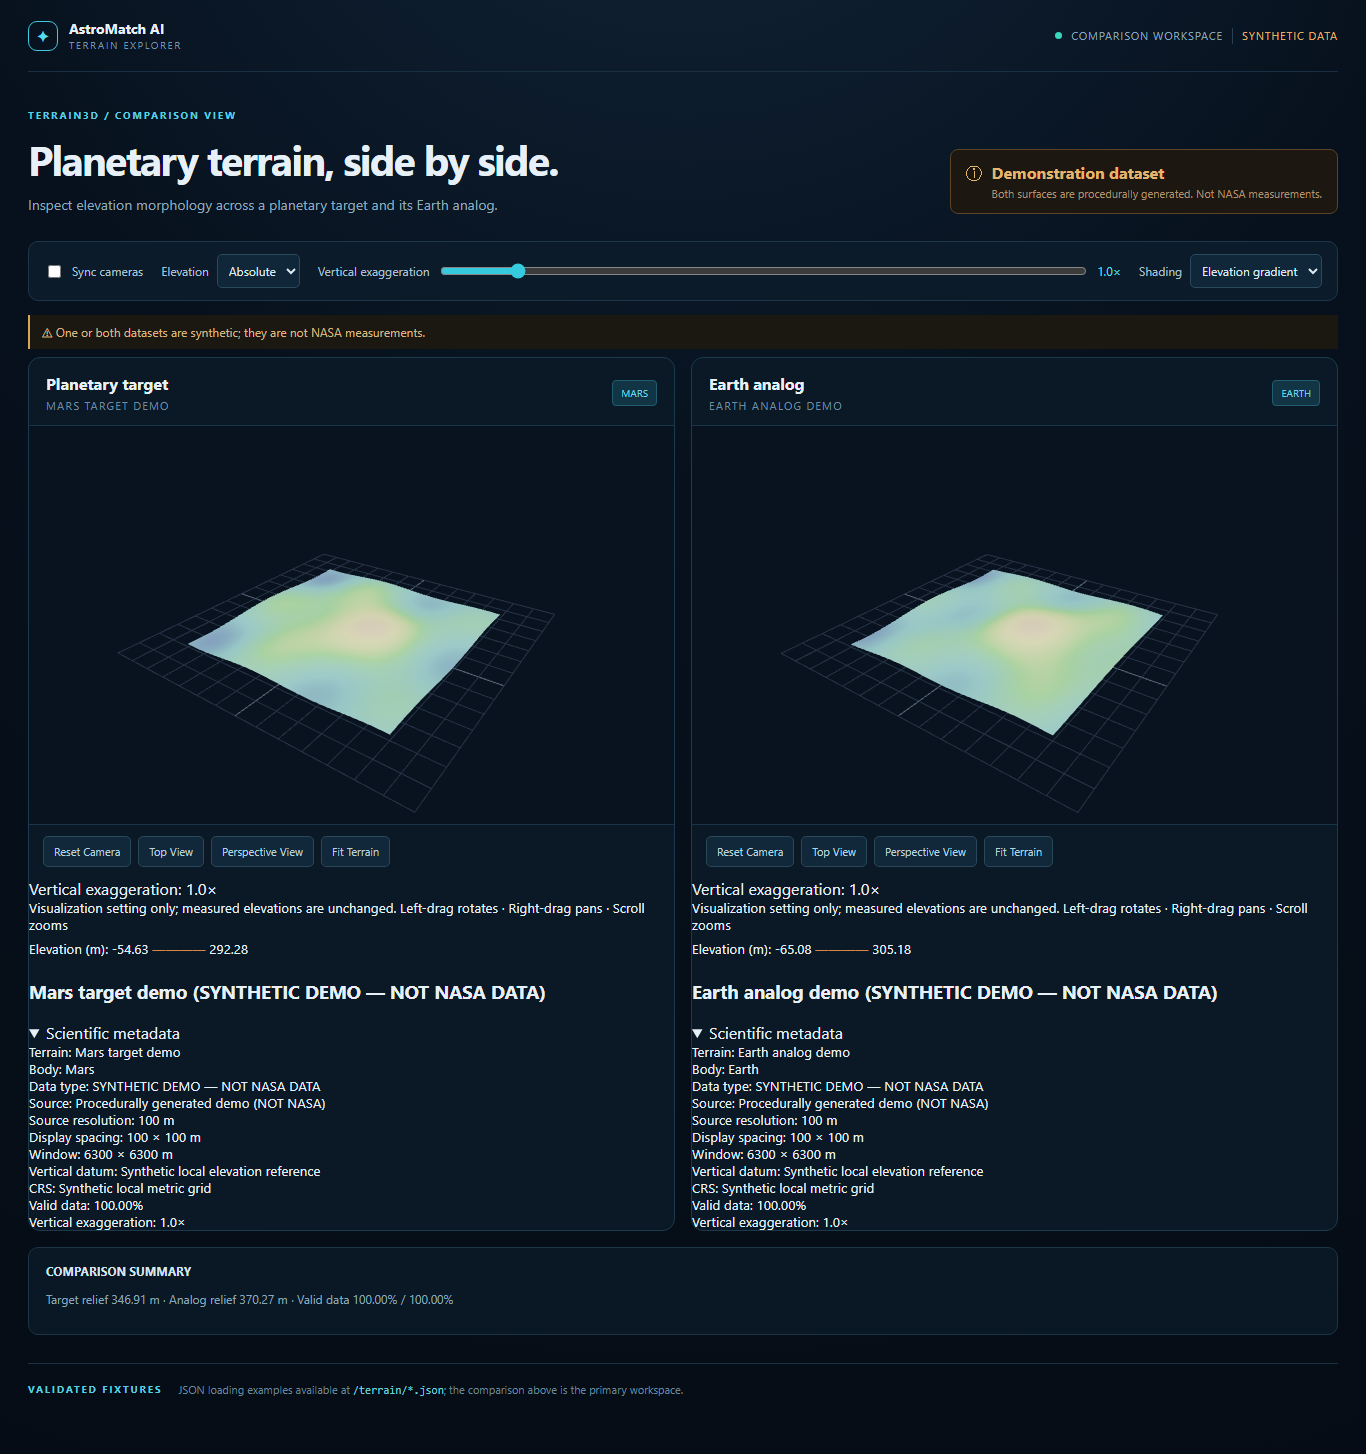 AstroMatch AI
TERRAIN EXPLORER
COMPARISON WORKSPACE
SYNTHETIC DATA
TERRAIN3D / COMPARISON VIEW
Planetary terrain, side by side.
Inspect elevation morphology across a planetary target and its Earth analog.
Demonstration dataset
Both surfaces are procedurally generated. Not NASA measurements.
Sync cameras Elevation Absolute Vertical exaggeration 1.0× Shading Elevation gradient
⚠ One or both datasets are synthetic; they are not NASA measurements.
Planetary target
MARS TARGET DEMO
MARS
Reset Camera Top View Perspective View Fit Terrain
Vertical exaggeration: 1.0×
Visualization setting only; measured elevations are unchanged. Left-drag rotates · Right-drag pans · Scroll
zooms
Elevation (m): -54.63 ———— 292.28
Mars target demo (SYNTHETIC DEMO — NOT NASA DATA)
▼ Scientific metadata
Terrain: Mars target demo
Body: Mars
Data type: SYNTHETIC DEMO — NOT NASA DATA
Source: Procedurally generated demo (NOT NASA)
Source resolution: 100 m
Display spacing: 100 × 100 m
Window: 6300 × 6300 m
Vertical datum: Synthetic local elevation reference
CRS: Synthetic local metric grid
Valid data: 100.00%
Vertical exaggeration: 1.0×
Earth analog
EARTH ANALOG DEMO
EARTH
Reset Camera Top View Perspective View Fit Terrain
Vertical exaggeration: 1.0×
Visualization setting only; measured elevations are unchanged. Left-drag rotates · Right-drag pans · Scroll
zooms
Elevation (m): -65.08 ———— 305.18
Earth analog demo (SYNTHETIC DEMO — NOT NASA DATA)
▼ Scientific metadata
Terrain: Earth analog demo
Body: Earth
Data type: SYNTHETIC DEMO — NOT NASA DATA
Source: Procedurally generated demo (NOT NASA)
Source resolution: 100 m
Display spacing: 100 × 100 m
Window: 6300 × 6300 m
Vertical datum: Synthetic local elevation reference
CRS: Synthetic local metric grid
Valid data: 100.00%
Vertical exaggeration: 1.0×
COMPARISON SUMMARY
Target relief 346.91 m · Analog relief 370.27 m · Valid data 100.00% / 100.00%
VALIDATED FIXTURES JSON loading examples available at /terrain/*.json; the comparison above is the primary workspace.